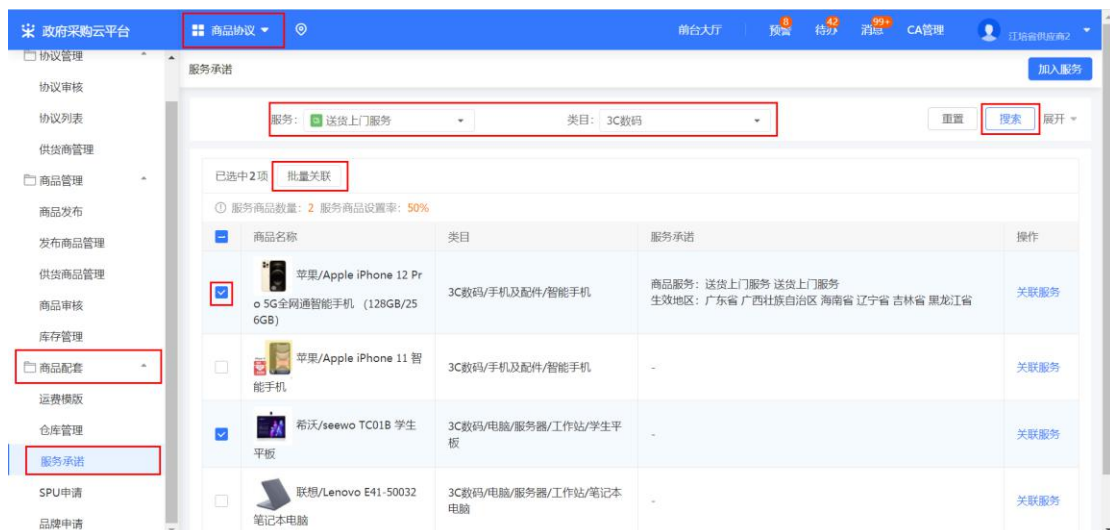 政府采购云平台
商品协议
前台大厅
预警
8
待办
42
消息
99+
CA管理
江培省供应商2
协议管理
协议审核
协议列表
供货商管理
商品管理
商品发布
发布商品管理
供货商品管理
商品审核
库存管理
商品配套
运费模版
仓库管理
服务承诺
SPU申请
品牌申请
服务承诺
加入服务
服务： 送货上门服务
类目： 3C数码
重置
搜索
展开
已选中2项
批量关联
服务商品数量：2 服务商品设置率：50%
商品名称
类目
服务承诺
操作
苹果/Apple iPhone 12 Pr
o 5G全网通智能手机 （128GB/25
6GB）
3C数码/手机及配件/智能手机
商品服务：送货上门服务 送货上门服务
生效地区：广东省 广西壮族自治区 海南省 辽宁省 吉林省 黑龙江省
关联服务
苹果/Apple iPhone 11 智
能手机
3C数码/手机及配件/智能手机
-
关联服务
希沃/seewo TC01B 学生
平板
3C数码/电脑/服务器/工作站/学生平
板
-
关联服务
联想/Lenovo E41-50032
笔记本电脑
3C数码/电脑/服务器/工作站/笔记本
电脑
-
关联服务